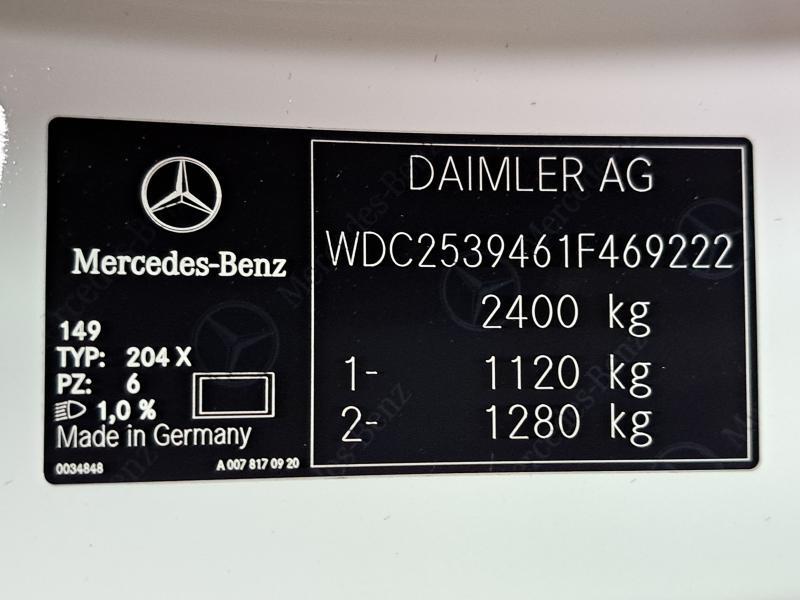 Mercedes-Benz
149
TYP: 204 X
PZ: 6
1,0 %
Made in Germany
0034848 A 007 817 09 20
DAIMLER AG
WDC2539461F469222
2400 kg
1- 1120 kg
2- 1280 kg